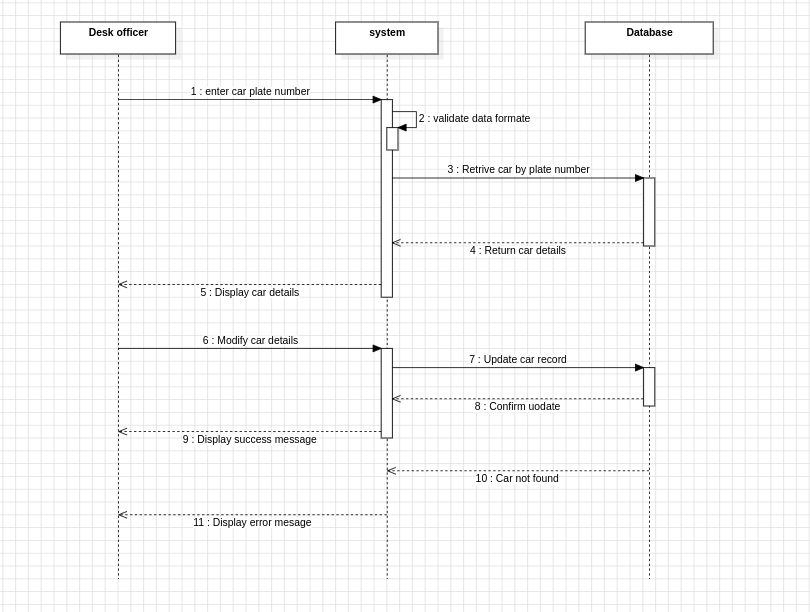 Desk officer
system
Database
1 : enter car plate number
2 : validate data formate
3 : Retrive car by plate number
4 : Return car details
5 : Display car details
6 : Modify car details
7 : Update car record
8 : Confirm uodate
9 : Display success message
10 : Car not found
11 : Display error mesage